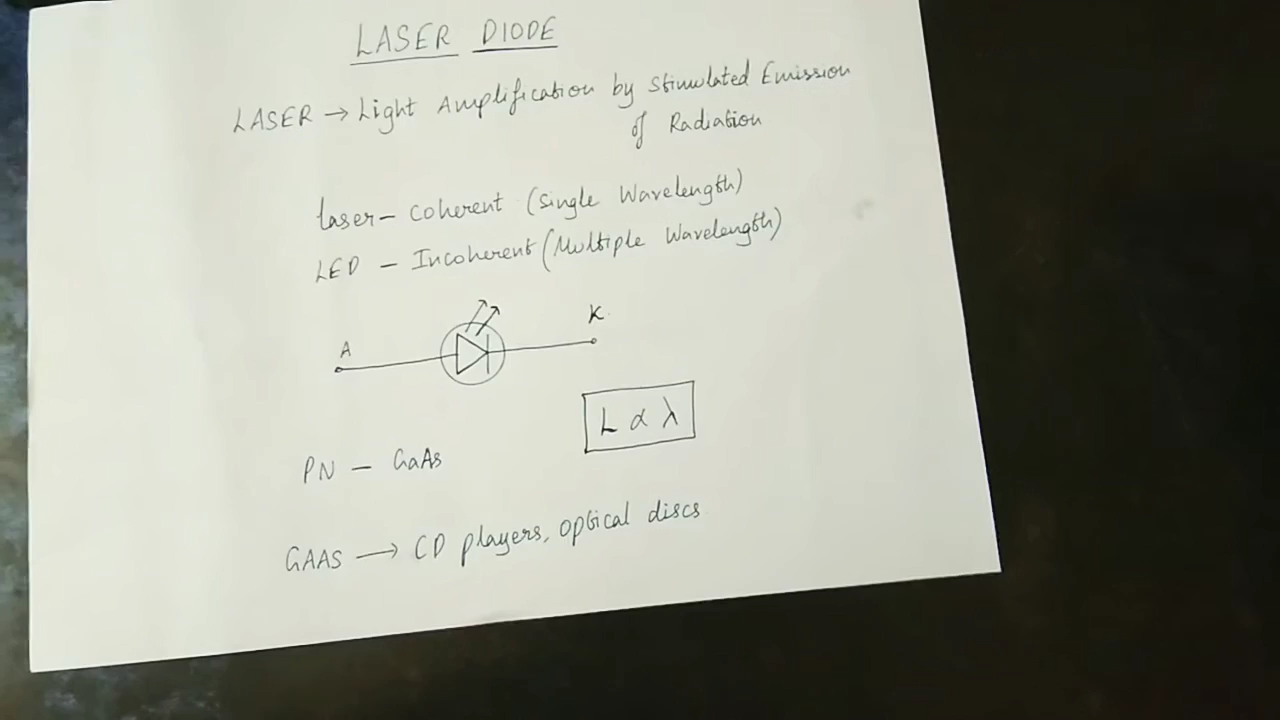 LASER DIODE
LASER → Light Amplification by Stimulated Emission
of Radiation
laser - Coherent (Single Wavelength)
LED - Incoherent (Multiple Wavelength)
A
K
L ∝ λ
PN - GaAs
GAAS → CD players, optical discs